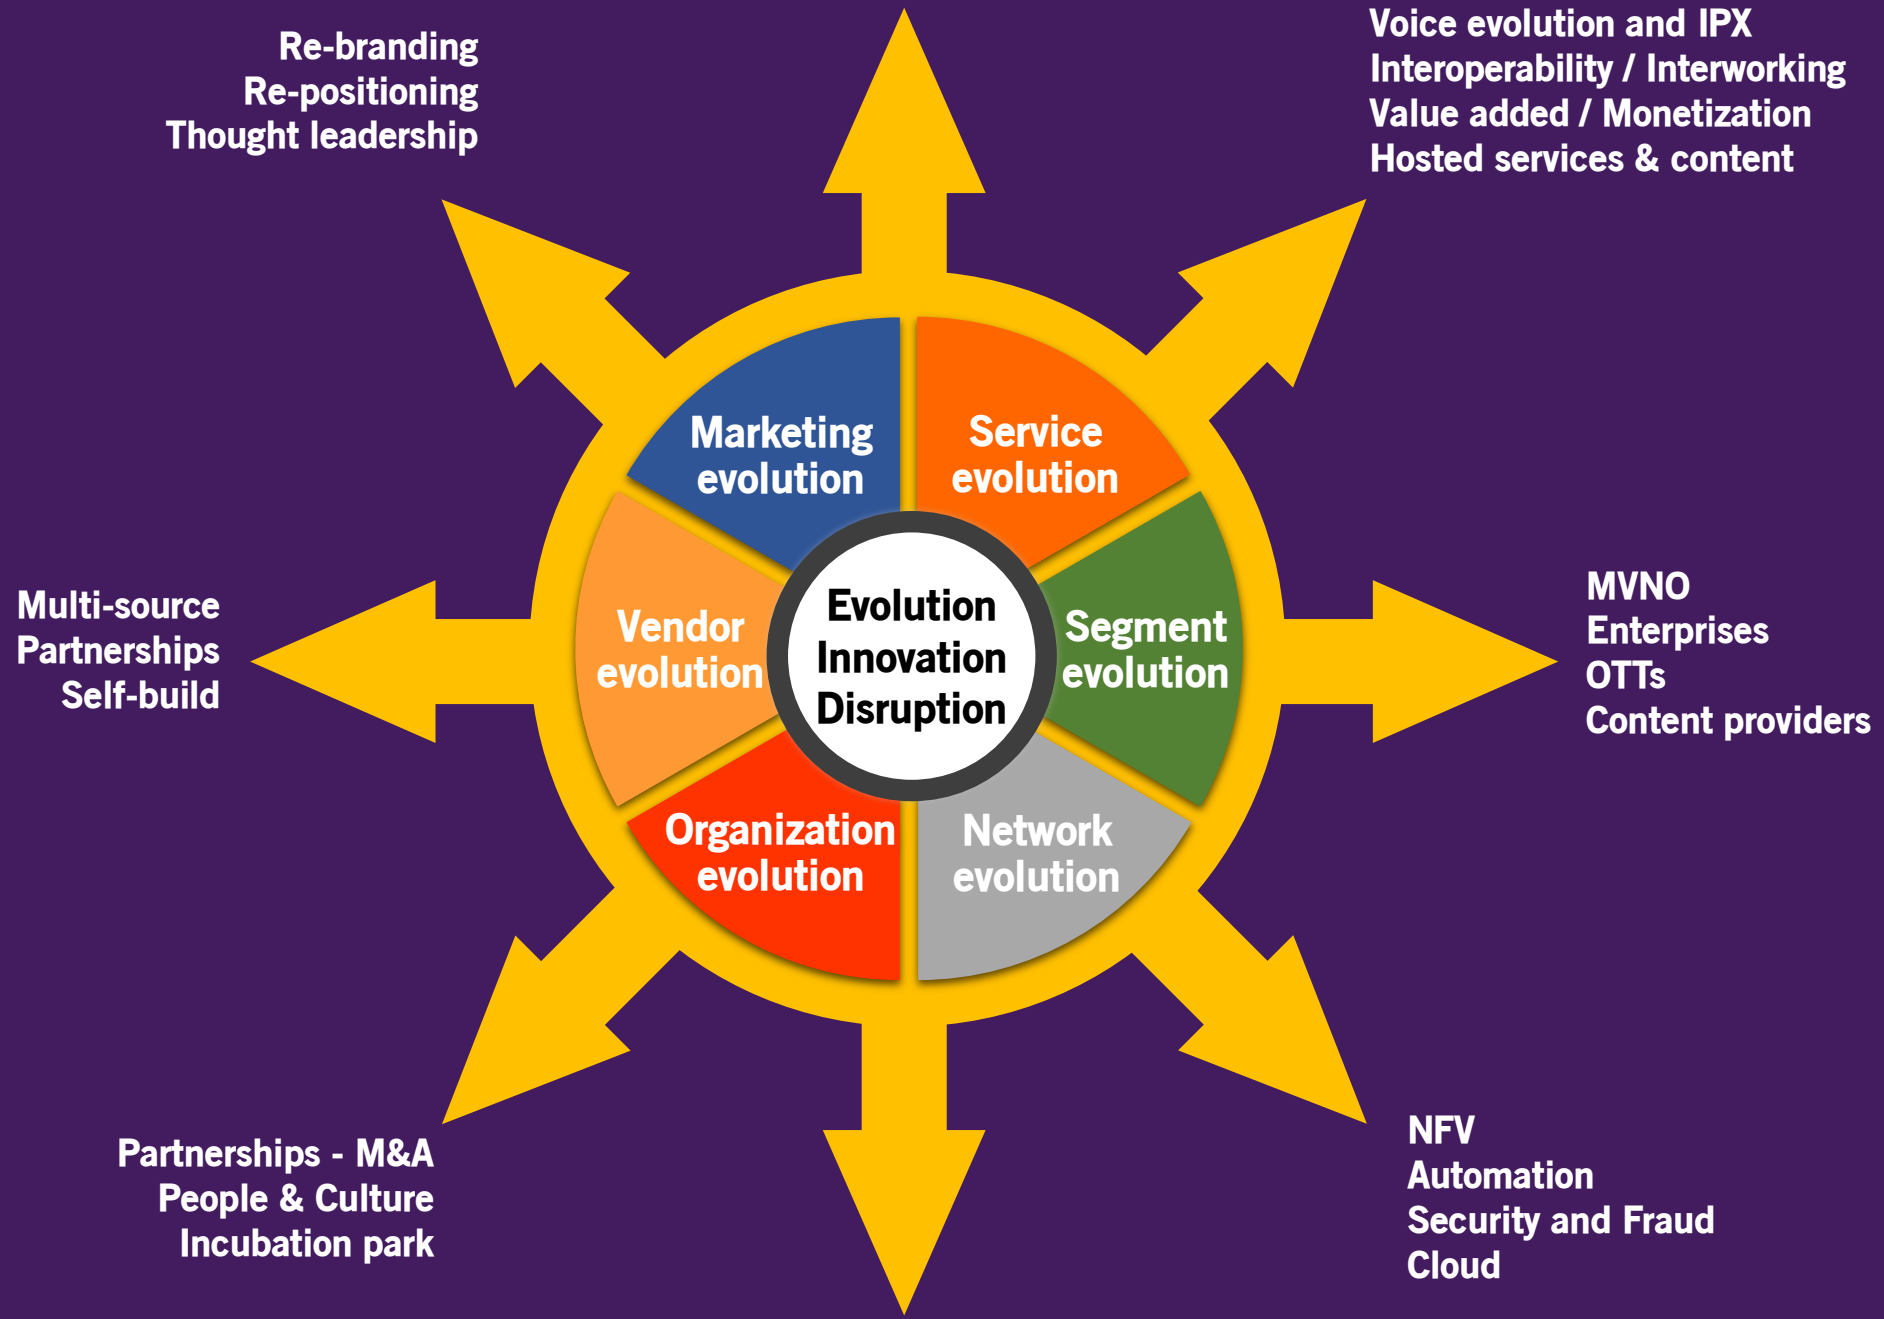 Re-branding
Re-positioning
Thought leadership
Voice evolution and IPX
Interoperability / Interworking
Value added / Monetization
Hosted services & content
Marketing
evolution
Service
evolution
Multi-source
Partnerships
Self-build
Vendor
evolution
Evolution
Innovation
Disruption
Segment
evolution
MVNO
Enterprises
OTTs
Content providers
Organization
evolution
Network
evolution
Partnerships - M&A
People & Culture
Incubation park
NFV
Automation
Security and Fraud
Cloud